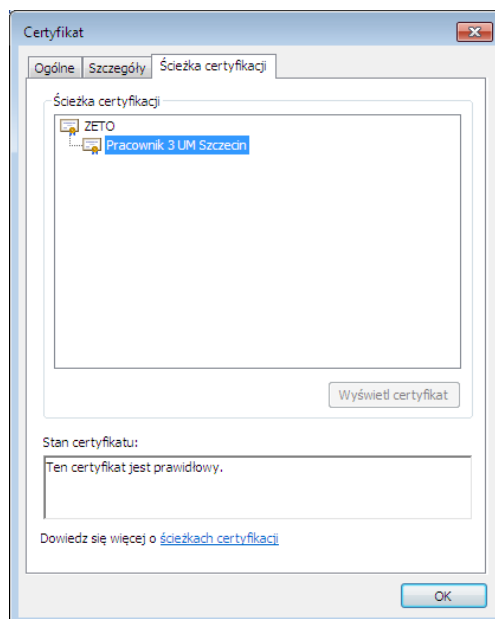 Certyfikat
Ogólne Szczegóły Ścieżka certyfikacji
Ścieżka certyfikacji
ZETO
Pracownik 3 UM Szczecin
Wyświetl certyfikat
Stan certyfikatu:
Ten certyfikat jest prawidłowy.
Dowiedz się więcej o ścieżkach certyfikacji
OK